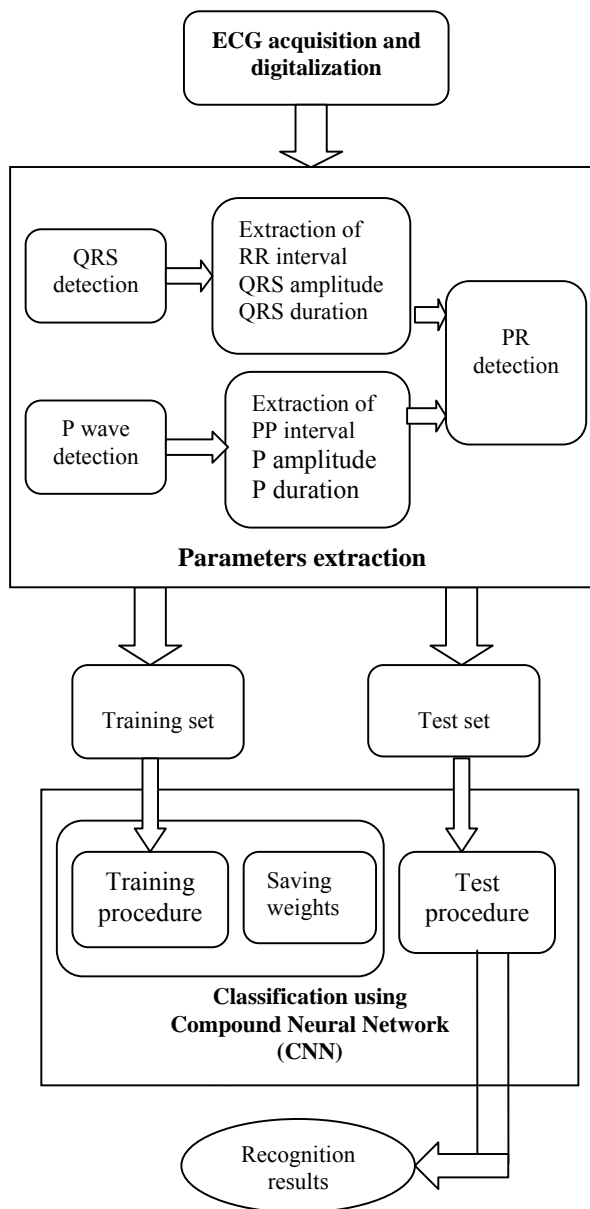 ECG acquisition and
digitalization
QRS
detection
Extraction of
RR interval
QRS amplitude
QRS duration
PR
detection
P wave
detection
Extraction of
PP interval
P amplitude
P duration
Parameters extraction
Training set
Test set
Training
procedure
Saving
weights
Test
procedure
Classification using
Compound Neural Network
(CNN)
Recognition
results